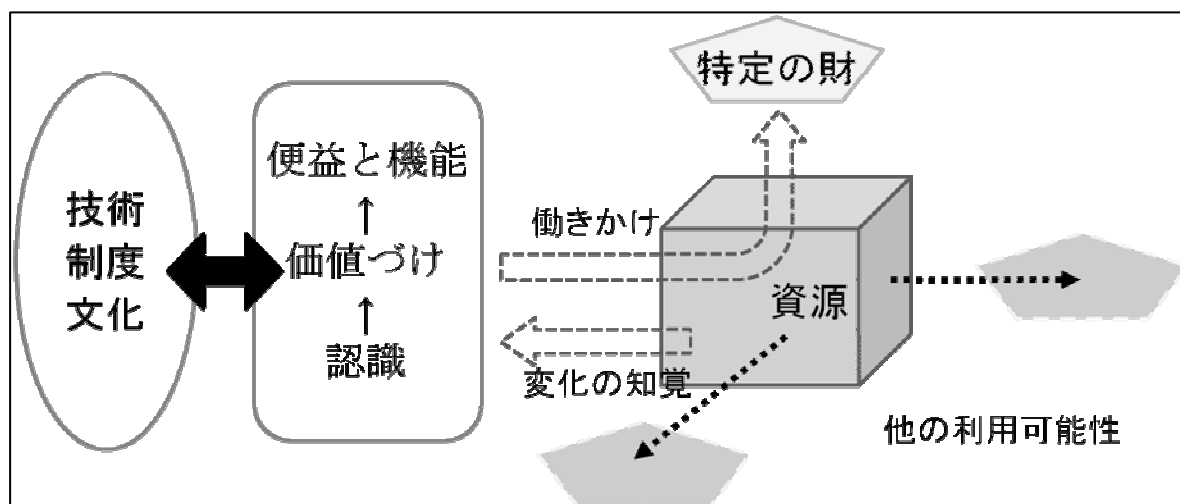 技術
制度
文化
便益と機能
↑
価値づけ
↑
認識
働きかけ
変化の知覚
特定の財
資源
他の利用可能性